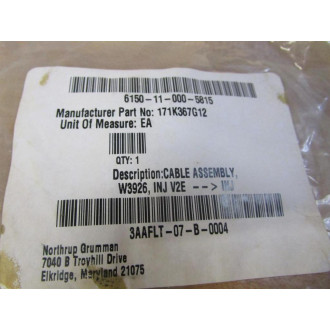 6150-11-000-5815
Manufacturer Part No: 171K367G12
Unit Of Measure: EA
QTY: 1
Description:CABLE ASSEMBLY,
W3926, INJ V2E --> INJ
3AAFLT-07-B-0004
Northrup Grumman
7040 B Troyhill Drive
Elkridge, Maryland 21075